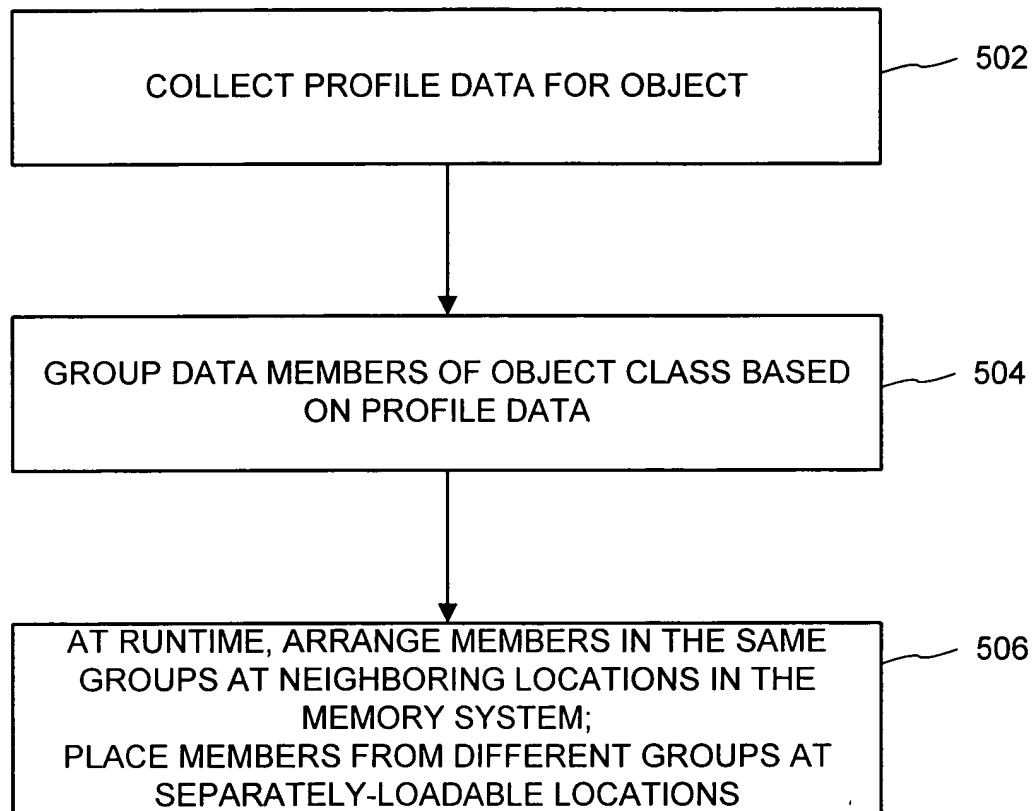 COLLECT PROFILE DATA FOR OBJECT
502
GROUP DATA MEMBERS OF OBJECT CLASS BASED
ON PROFILE DATA
504
AT RUNTIME, ARRANGE MEMBERS IN THE SAME
GROUPS AT NEIGHBORING LOCATIONS IN THE
MEMORY SYSTEM;
PLACE MEMBERS FROM DIFFERENT GROUPS AT
SEPARATELY-LOADABLE LOCATIONS
506